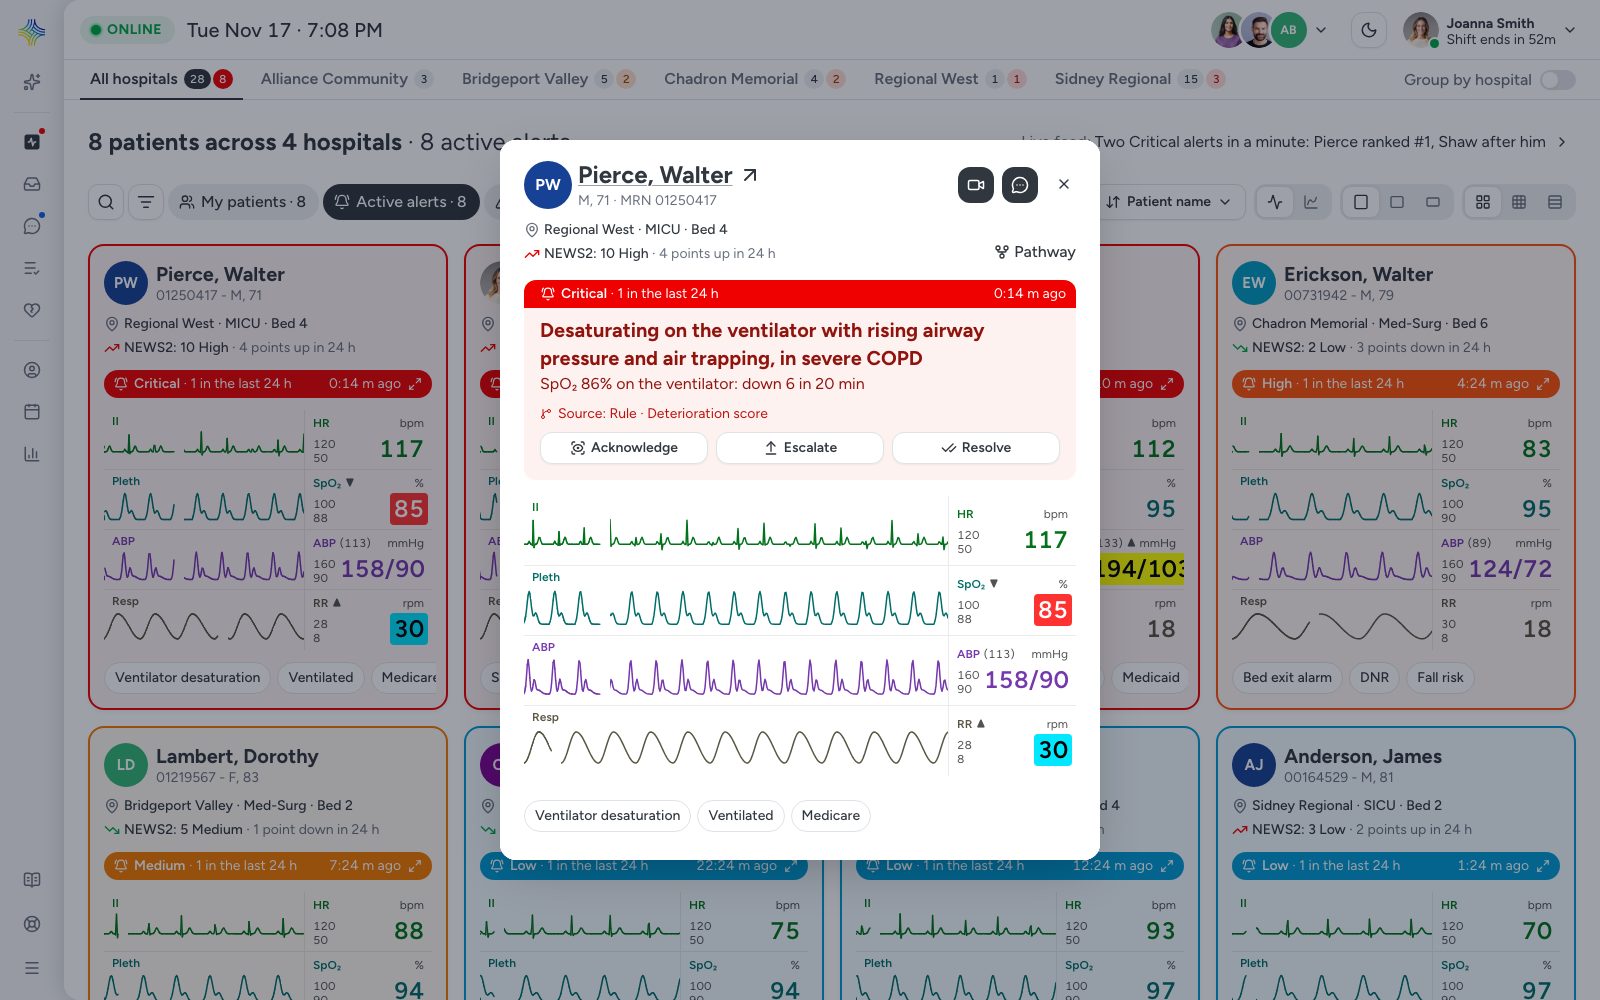 ONLINE Tue Nov 17 · 7:08 PM
AB
Joanna Smith
Shift ends in 52m
All hospitals 28 8 Alliance Community 3 Bridgeport Valley 5 2 Chadron Memorial 4 2 Regional West 1 1 Sidney Regional 15 3 Group by hospital
8 patients across 4 hospitals · 8 active alerts
Live feed: Two Critical alerts in a minute: Pierce ranked #1, Shaw after him
My patients · 8 Active alerts · 8 Patient name
PW Pierce, Walter
M, 71 · MRN 01250417
Regional West · MICU · Bed 4
NEWS2: 10 High · 4 points up in 24 h
Pathway
Critical · 1 in the last 24 h 0:14 m ago
Desaturating on the ventilator with rising airway
pressure and air trapping, in severe COPD
SpO₂ 86% on the ventilator: down 6 in 20 min
Source: Rule · Deterioration score
Acknowledge Escalate Resolve
II HR bpm
120
50
117
Pleth SpO₂ ▼ %
100
88
85
ABP ABP (113) mmHg
160
90
158/90
Resp RR ▲ rpm
28
8
30
Ventilator desaturation Ventilated Medicare
PW Pierce, Walter
01250417 - M, 71
Regional West · MICU · Bed 4
NEWS2: 10 High · 4 points up in 24 h
Critical · 1 in the last 24 h 0:14 m ago
II HR bpm
120
50
117
Pleth SpO₂ ▼ %
100
88
85
ABP ABP (113) mmHg
160
90
158/90
Resp RR ▲ rpm
28
8
30
Ventilator desaturation Ventilated Medicare
m ago
112
95
▲ mmHg
194/103
rpm
18
Medicaid
EW Erickson, Walter
00731942 - M, 79
Chadron Memorial · Med-Surg · Bed 6
NEWS2: 2 Low · 3 points down in 24 h
High · 1 in the last 24 h 4:24 m ago
II HR bpm
120
50
83
Pleth SpO₂ %
100
90
95
ABP ABP (89) mmHg
160
90
124/72
Resp RR rpm
30
8
18
Bed exit alarm DNR Fall risk
LD Lambert, Dorothy
01219567 - F, 83
Bridgeport Valley · Med-Surg · Bed 2
NEWS2: 5 Medium · 1 point down in 24 h
Medium · 1 in the last 24 h 7:24 m ago
II HR bpm
120
50
88
Pleth SpO₂ %
100
94
Low · 1 in the last 24 h 22:24 m ago
II HR bpm
120
50
75
Pleth SpO₂ %
100
94
d 4
Low · 1 in the last 24 h 12:24 m ago
II HR bpm
120
50
93
Pleth SpO₂ %
100
97
AJ Anderson, James
00164529 - M, 81
Sidney Regional · SICU · Bed 2
NEWS2: 3 Low · 2 points up in 24 h
Low · 1 in the last 24 h 1:24 m ago
II HR bpm
120
50
70
Pleth SpO₂ %
100
97